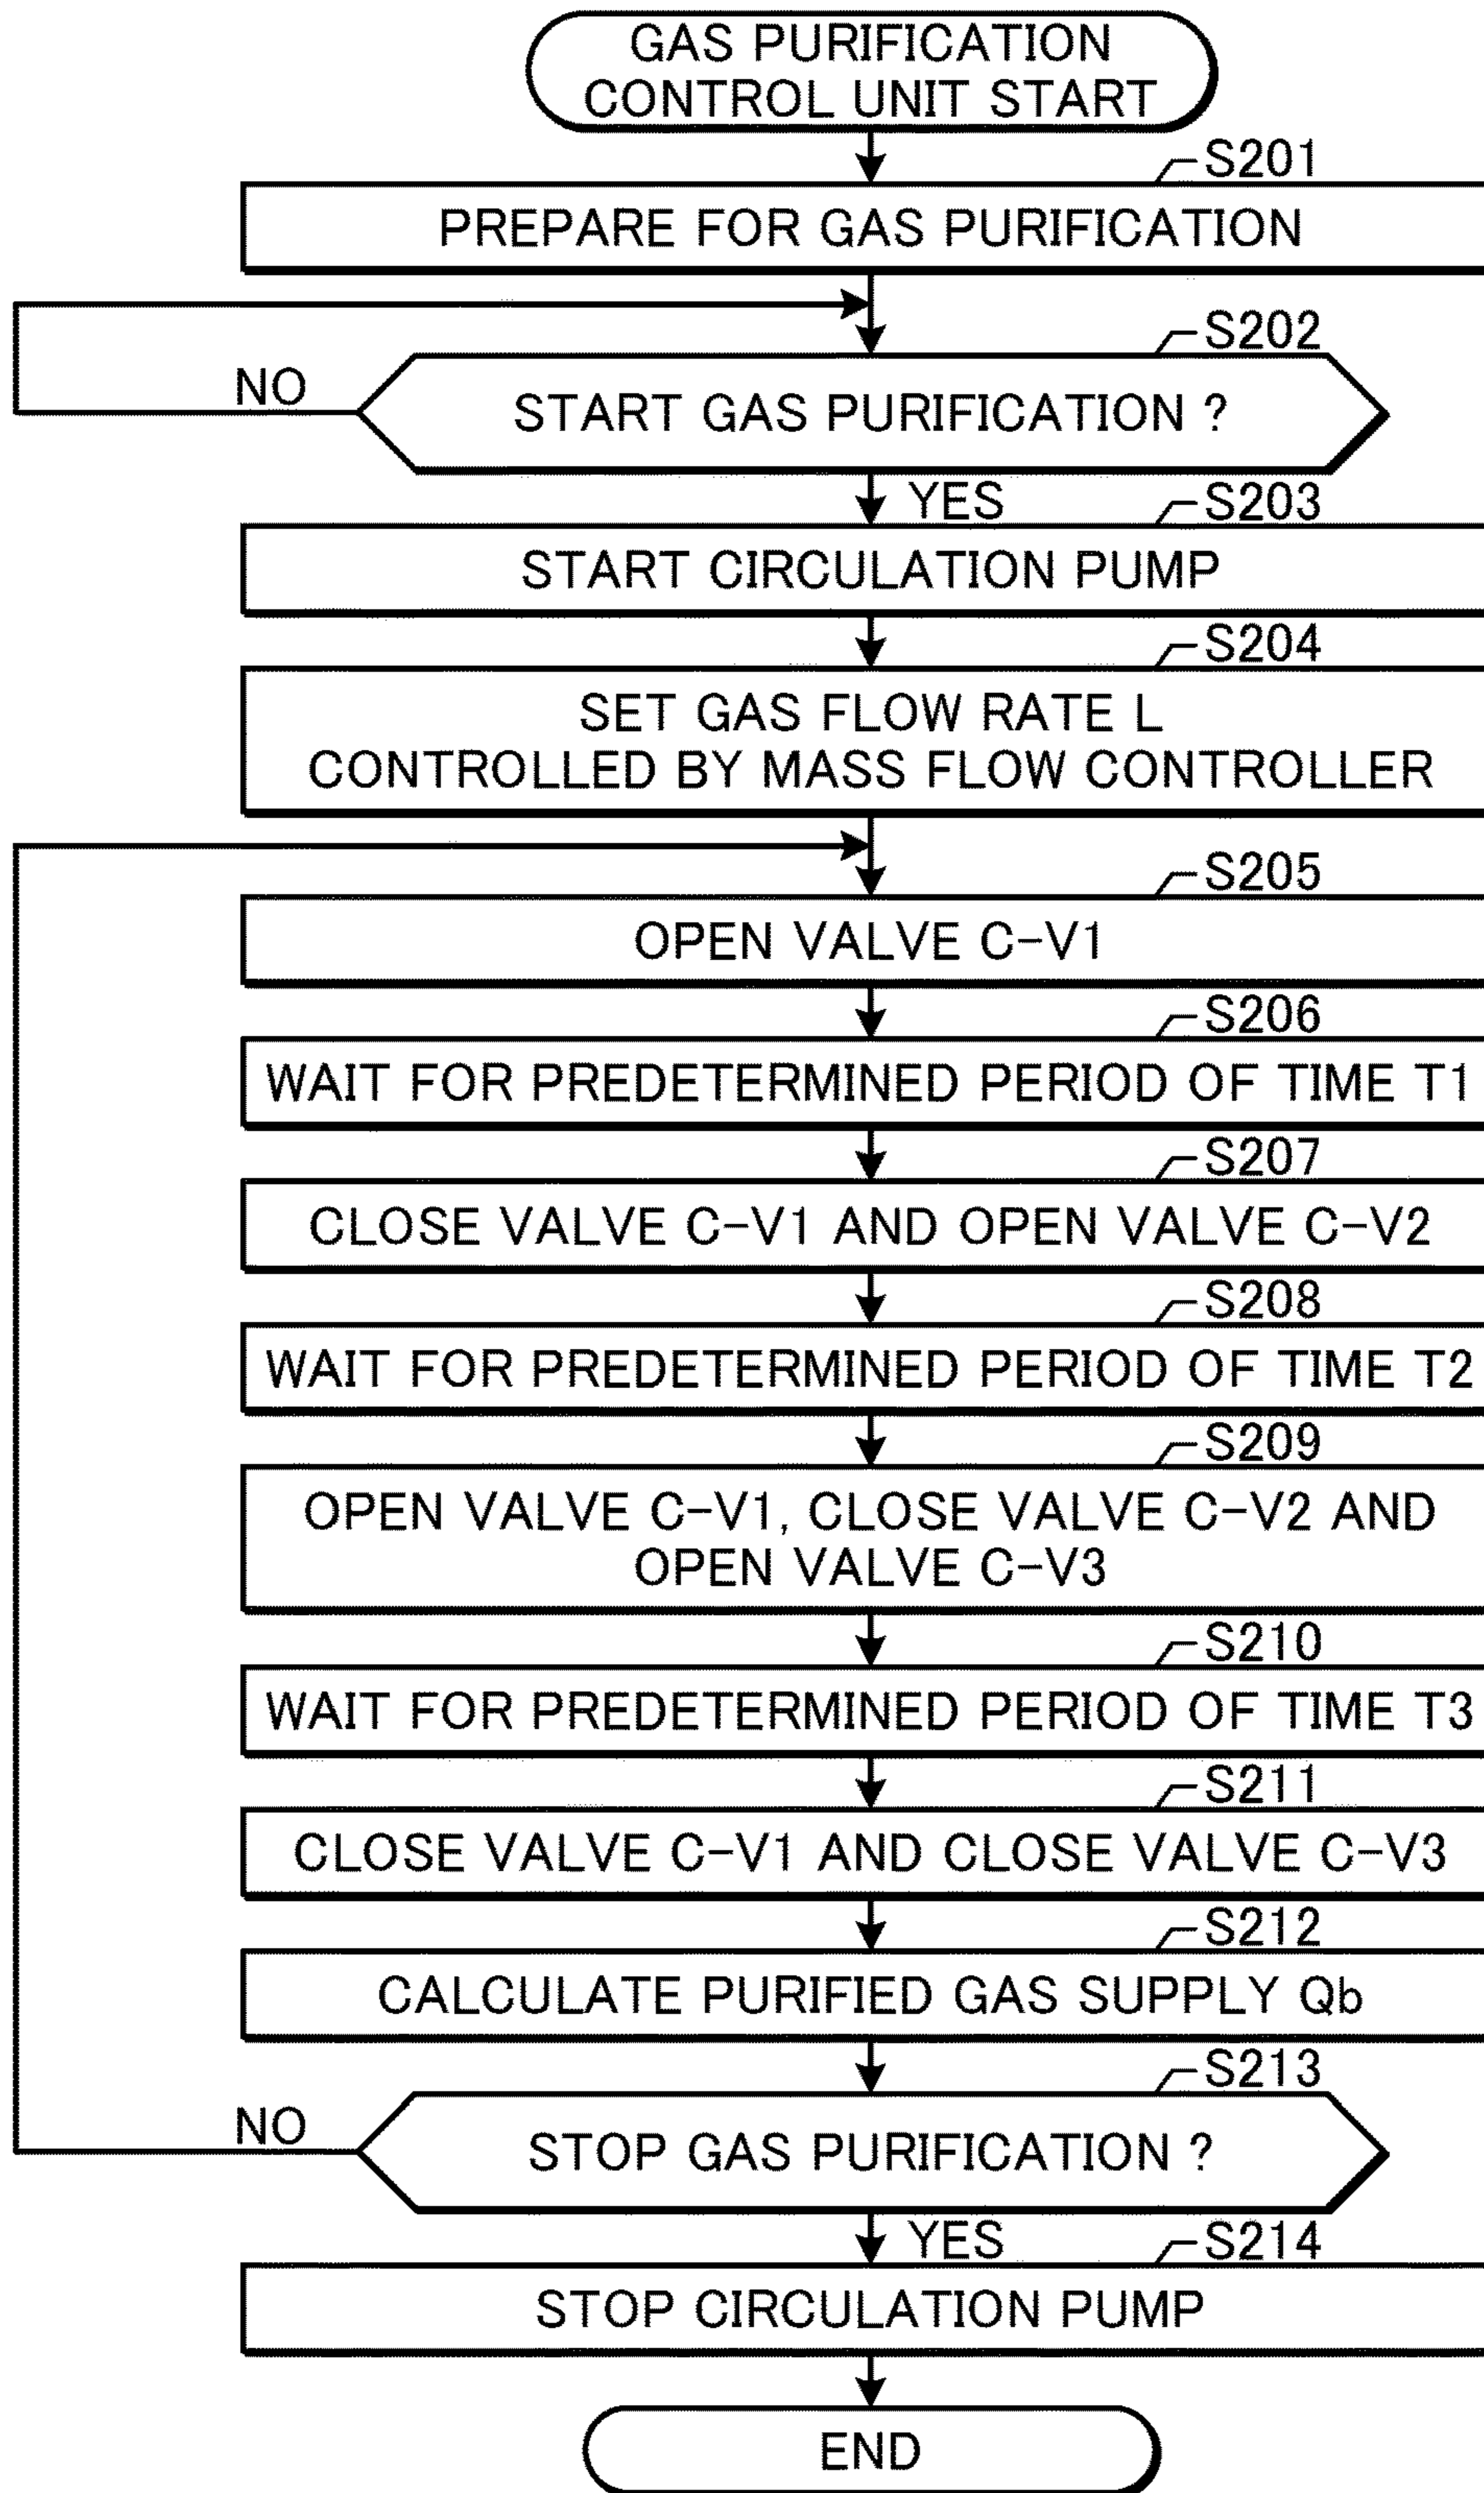 GAS PURIFICATION
CONTROL UNIT START
S201
PREPARE FOR GAS PURIFICATION
S202
NO
START GAS PURIFICATION ?
YES
S203
START CIRCULATION PUMP
S204
SET GAS FLOW RATE L
CONTROLLED BY MASS FLOW CONTROLLER
S205
OPEN VALVE C-V1
S206
WAIT FOR PREDETERMINED PERIOD OF TIME T1
S207
CLOSE VALVE C-V1 AND OPEN VALVE C-V2
S208
WAIT FOR PREDETERMINED PERIOD OF TIME T2
S209
OPEN VALVE C-V1, CLOSE VALVE C-V2 AND
OPEN VALVE C-V3
S210
WAIT FOR PREDETERMINED PERIOD OF TIME T3
S211
CLOSE VALVE C-V1 AND CLOSE VALVE C-V3
S212
CALCULATE PURIFIED GAS SUPPLY Qb
S213
NO
STOP GAS PURIFICATION ?
YES
S214
STOP CIRCULATION PUMP
END